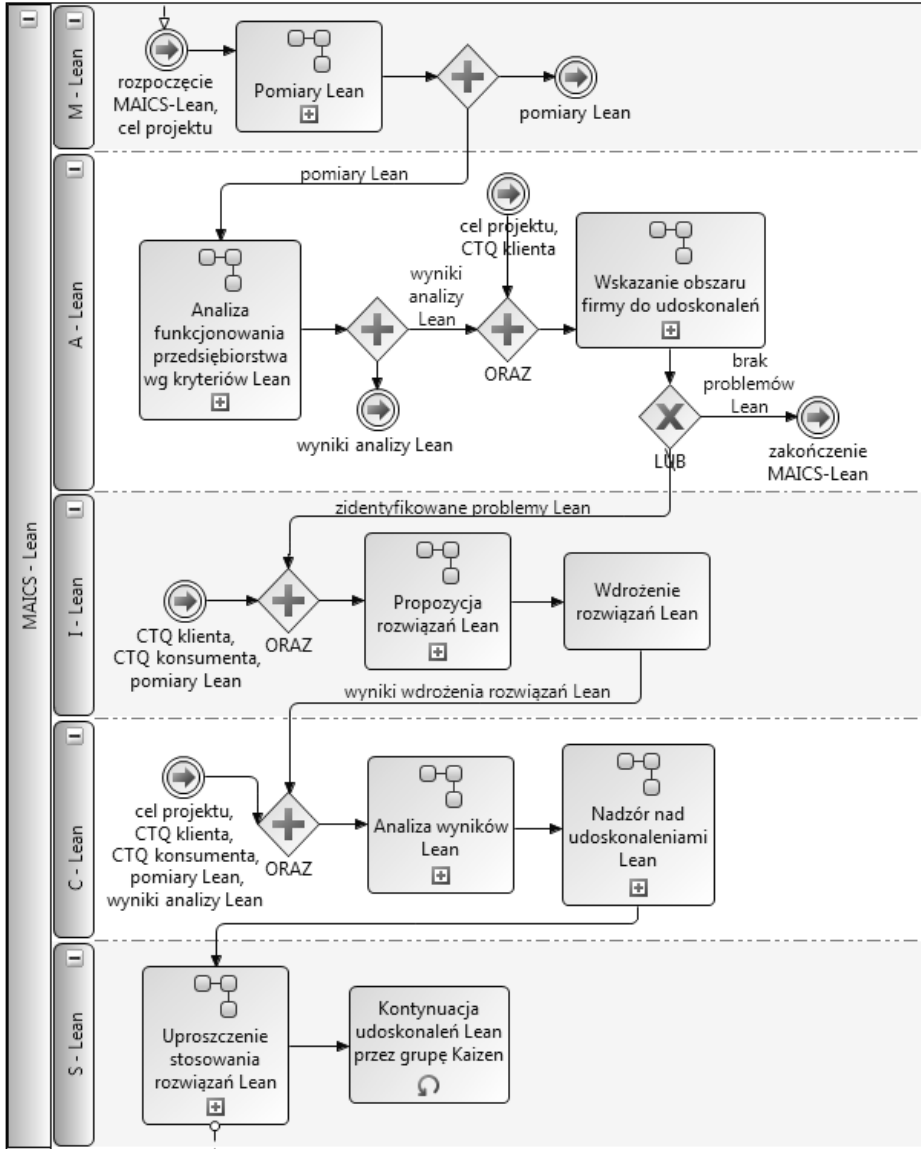 MAICS - Lean
M - Lean
rozpoczęcie
MAICS-Lean,
cel projektu
Pomiary Lean
pomiary Lean
A - Lean
pomiary Lean
cel projektu,
CTQ klienta
Analiza
funkcjonowania
przedsiębiorstwa
wg kryteriów Lean
wyniki
analizy
Lean
wyniki analizy Lean
ORAZ
Wskazanie obszaru
firmy do udoskonaleń
brak
problemów
Lean
LUB
zakończenie
MAICS-Lean
I - Lean
zidentyfikowane problemy Lean
CTQ klienta,
CTQ konsumenta,
pomiary Lean
ORAZ
Propozycja
rozwiązań Lean
Wdrożenie
rozwiązań Lean
wyniki wdrożenia rozwiązań Lean
C - Lean
cel projektu,
CTQ klienta,
CTQ konsumenta,
pomiary Lean,
wyniki analizy Lean
ORAZ
Analiza wyników
Lean
Nadzór nad
udoskonaleniami
Lean
S - Lean
Uproszczenie
stosowania
rozwiązań Lean
Kontynuacja
udoskonaleń Lean
przez grupę Kaizen